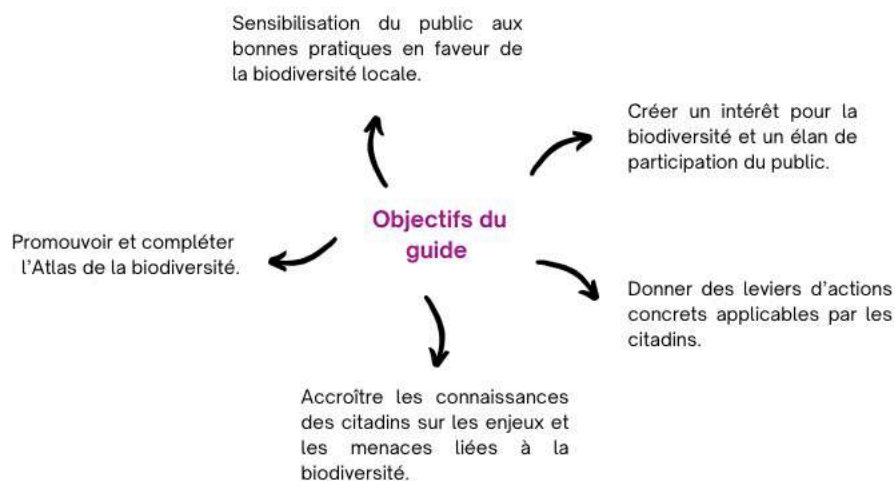 Sensibilisation du public aux
bonnes pratiques en faveur de
la biodiversité locale.
Créer un intérêt pour la
biodiversité et un élan de
participation du public.
Objectifs du
guide
Promouvoir et compléter
l'Atlas de la biodiversité.
Donner des leviers d'actions
concrets applicables par les
citadins.
Accroître les connaissances
des citadins sur les enjeux et
les menaces liées à la
biodiversité.